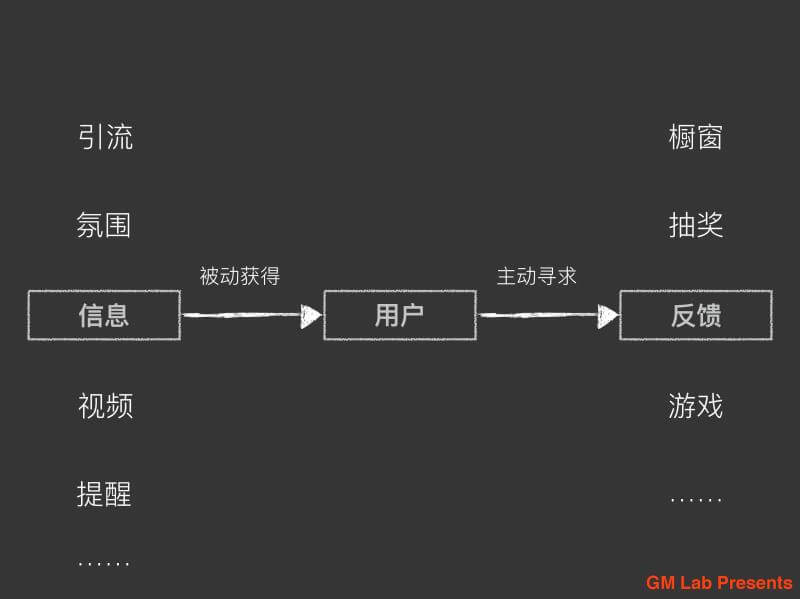 引流
橱窗
氛围
抽奖
被动获得
主动寻求
信息
用户
反馈
视频
游戏
提醒
……
……
GM Lab Presents